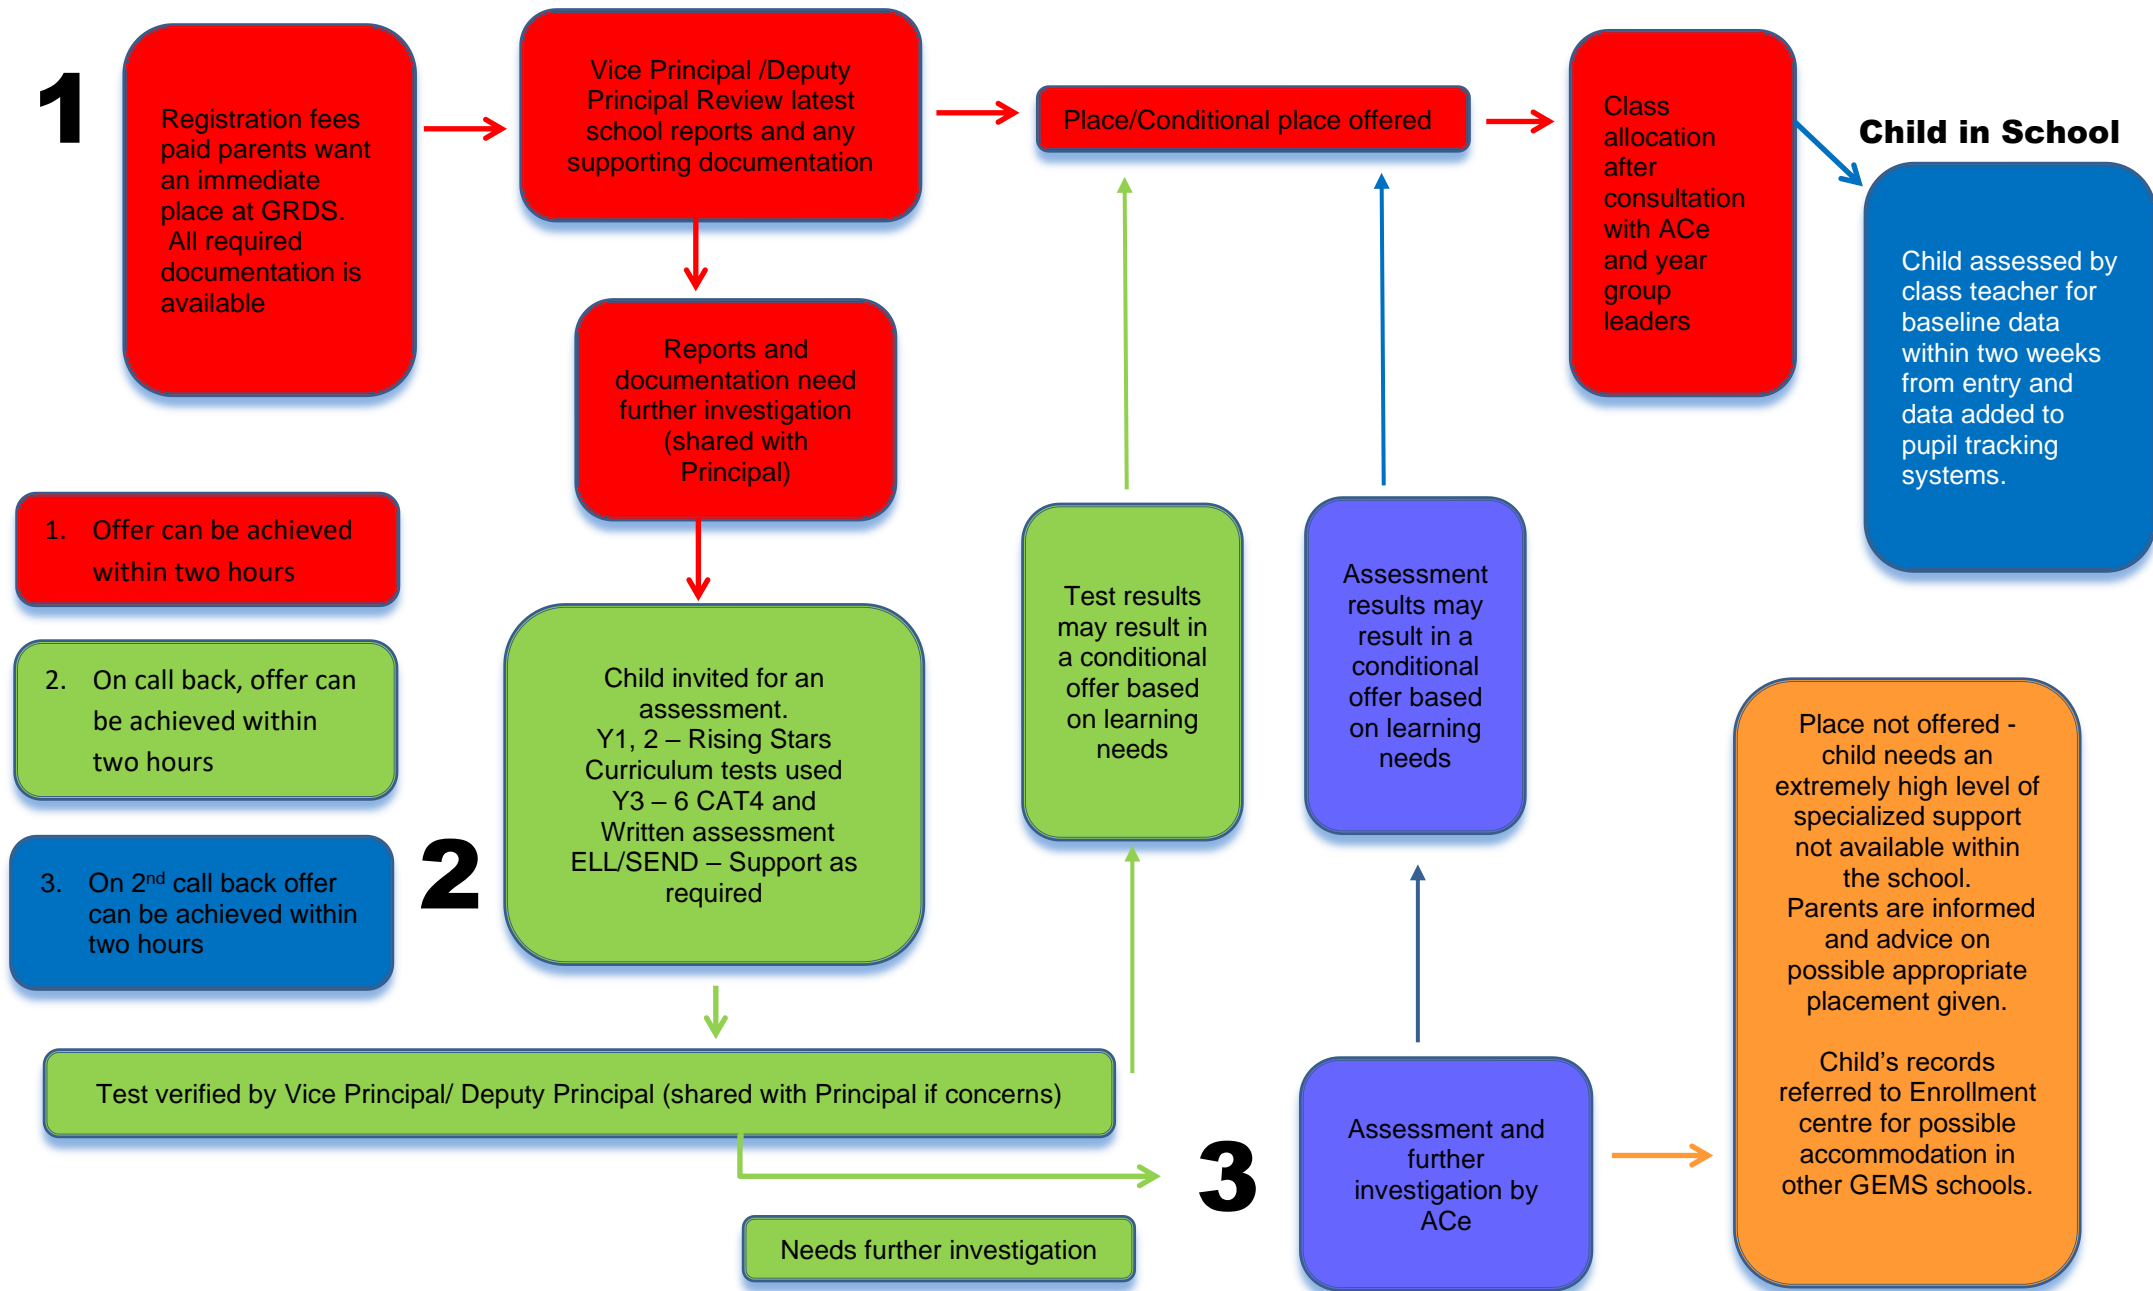 1
Registration fees
paid parents want
an immediate
place at GRDS.
All required
documentation is
available
Vice Principal /Deputy
Principal Review latest
school reports and any
supporting documentation
Place/Conditional place offered
Class
allocation
after
consultation
with ACe
and year
group
leaders
Child in School
Child assessed by
class teacher for
baseline data
within two weeks
from entry and
data added to
pupil tracking
systems.
Reports and
documentation need
further investigation
(shared with
Principal)
1. Offer can be achieved
within two hours
2. On call back, offer can
be achieved within
two hours
3. On 2nd call back offer
can be achieved within
two hours
2
Child invited for an
assessment.
Y1, 2 – Rising Stars
Curriculum tests used
Y3 – 6 CAT4 and
Written assessment
ELL/SEND – Support as
required
Test results
may result in
a conditional
offer based
on learning
needs
Assessment
results may
result in a
conditional
offer based
on learning
needs
Place not offered -
child needs an
extremely high level of
specialized support
not available within
the school.
Parents are informed
and advice on
possible appropriate
placement given.
Child’s records
referred to Enrollment
centre for possible
accommodation in
other GEMS schools.
Test verified by Vice Principal/ Deputy Principal (shared with Principal if concerns)
Needs further investigation
3
Assessment and
further
investigation by
ACe